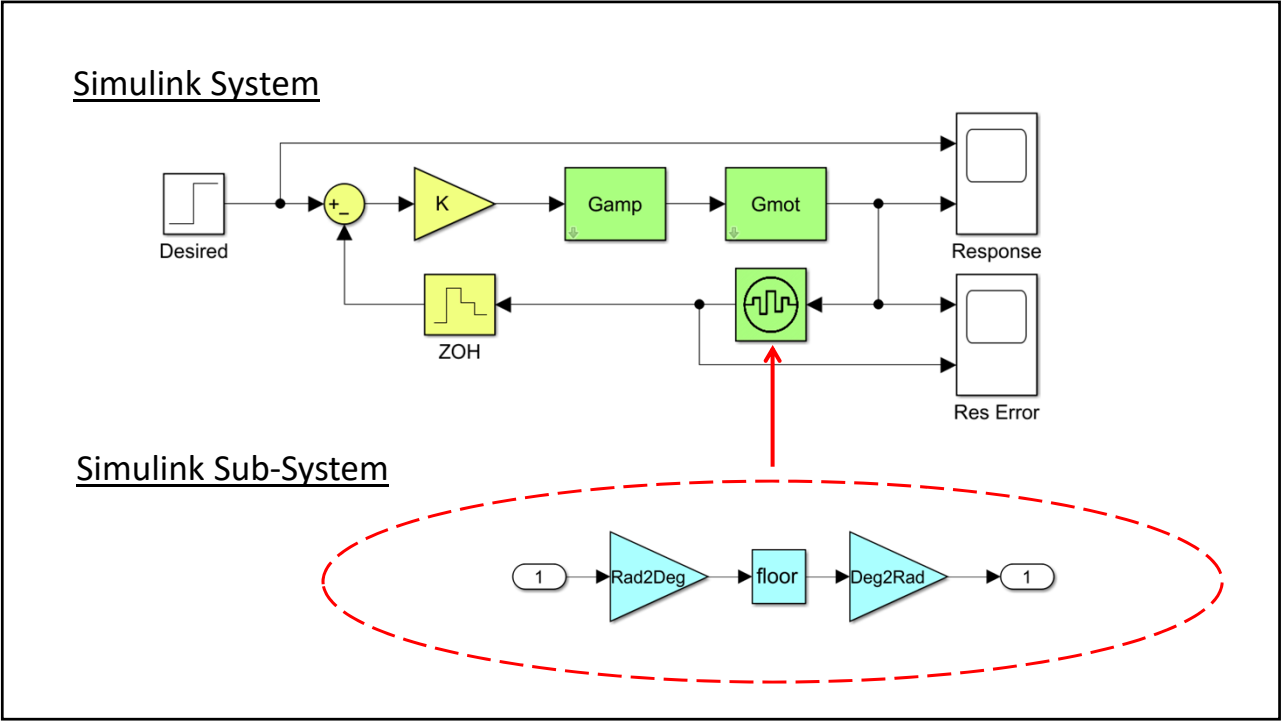 Simulink System
Desired
+
_
K
Gamp
Gmot
Response
ZOH
Res Error
Simulink Sub-System
1
Rad2Deg
floor
Deg2Rad
1